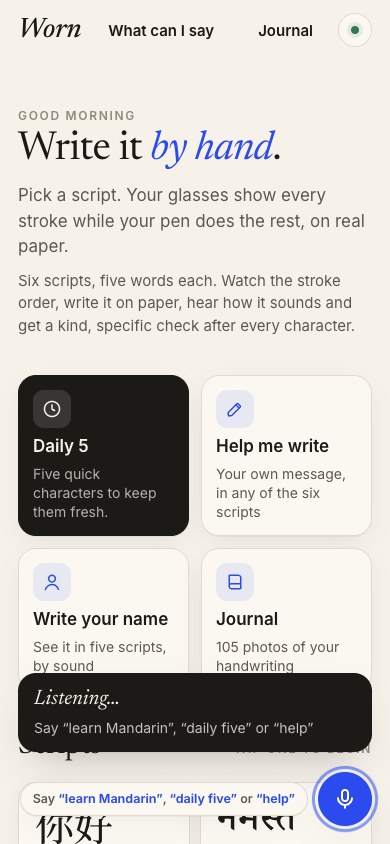 Worn
What can I say
Journal
GOOD MORNING
Write it by hand.
Pick a script. Your glasses show every
stroke while your pen does the rest, on real
paper.
Six scripts, five words each. Watch the stroke
order, write it on paper, hear how it sounds and
get a kind, specific check after every character.
Daily 5
Five quick
characters to keep
them fresh.
Help me write
Your own message,
in any of the six
scripts
Write your name
See it in five scripts,
by sound
Journal
105 photos of your
handwriting
Listening...
Say “learn Mandarin”, “daily five” or “help”
Say “learn Mandarin”, “daily five” or “help”
你好
नमस्ते